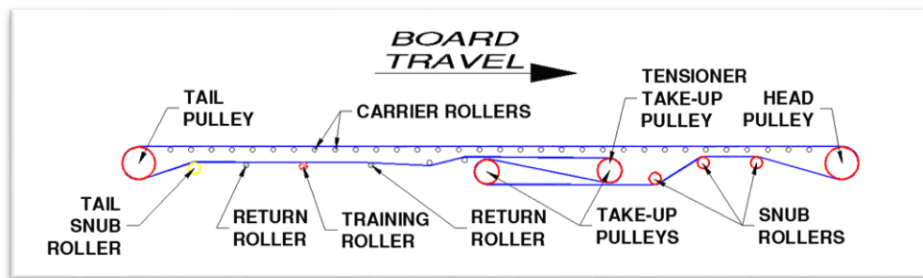 BOARD
TRAVEL
TAIL
PULLEY
CARRIER ROLLERS
TENSIONER
TAKE-UP
PULLEY
HEAD
PULLEY
TAIL
SNUB
ROLLER
RETURN
ROLLER
TRAINING
ROLLER
RETURN
ROLLER
TAKE-UP
PULLEYS
SNUB
ROLLERS